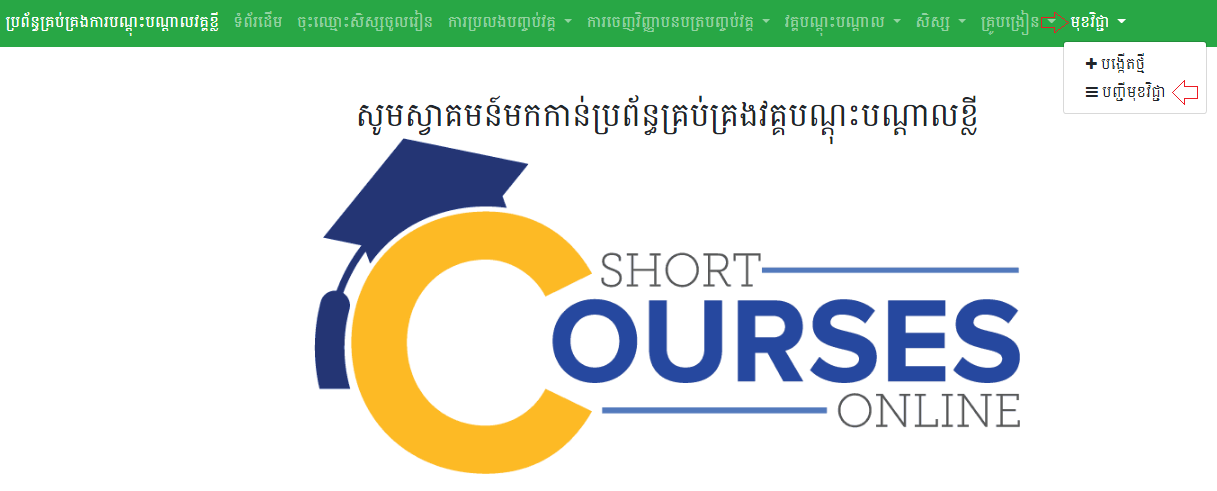 ប្រព័ន្ធគ្រប់គ្រងការបណ្តុះបណ្តាលវគ្គខ្លី ទំព័រដើម ចុះឈ្មោះសិស្សចូលរៀន ការប្រលងបញ្ចប់វគ្គ ការចេញវិញ្ញាបនបត្របញ្ចប់វគ្គ វគ្គបណ្តុះបណ្តាល សិស្ស គ្រូបង្រៀន មុខវិជ្ជា
បង្កើតថ្មី
បញ្ជីមុខវិជ្ជា
សូមស្វាគមន៍មកកាន់ប្រព័ន្ធគ្រប់គ្រងវគ្គបណ្តុះបណ្តាលខ្លី
SHORT
COURSES
ONLINE